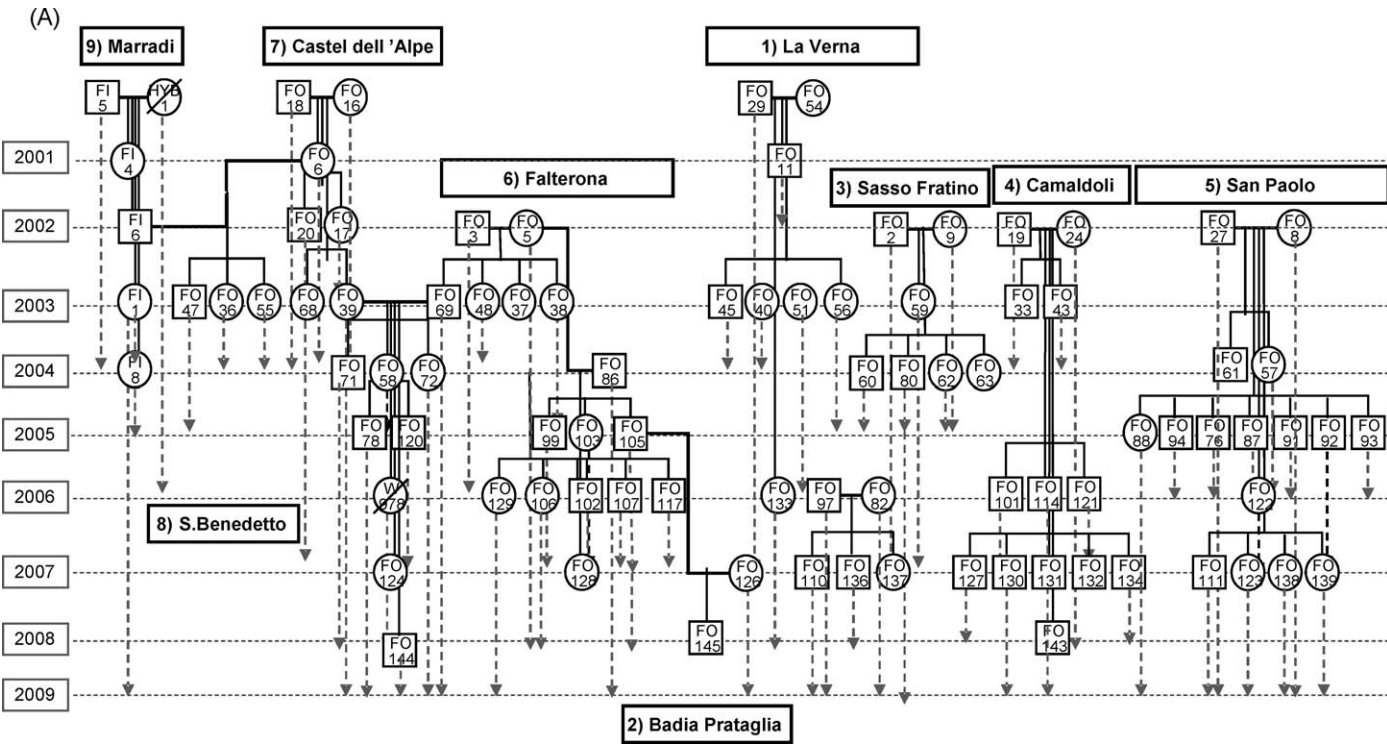 (A)
9) Marradi
7) Castel dell 'Alpe
1) La Verna
FI 5
HYB 1
FO 18
FO 16
FO 29
FO 54
2001
FI 4
FO 6
FO 11
6) Falterona
3) Sasso Fratino
4) Camaldoli
5) San Paolo
2002
FI 6
FO 20
FO 17
FO 3
FO 5
FO 2
FO 9
FO 19
FO 24
FO 27
FO 8
2003
FI 1
FO 47
FO 36
FO 55
FO 68
FO 39
FO 69
FO 48
FO 37
FO 38
FO 45
FO 40
FO 51
FO 56
FO 59
FO 33
FO 43
2004
FI 8
FO 71
FO 58
FO 72
FO 86
FO 60
FO 80
FO 62
FO 63
FO 61
FO 57
2005
FO 78
FO 120
FO 99
FO 103
FO 105
FO 88
FO 94
FO 76
FO 87
FO 91
FO 92
FO 93
2006
W 978
FO 129
FO 106
FO 102
FO 107
FO 117
FO 133
FO 97
FO 82
FO 101
FO 114
FO 121
FO 122
8) S.Benedetto
2007
FO 124
FO 128
FO 126
FO 110
FO 136
FO 137
FO 127
FO 130
FO 131
FO 132
FO 134
FO 111
FO 123
FO 138
FO 139
2008
FO 144
FO 145
FO 143
2009
2) Badia Prataglia